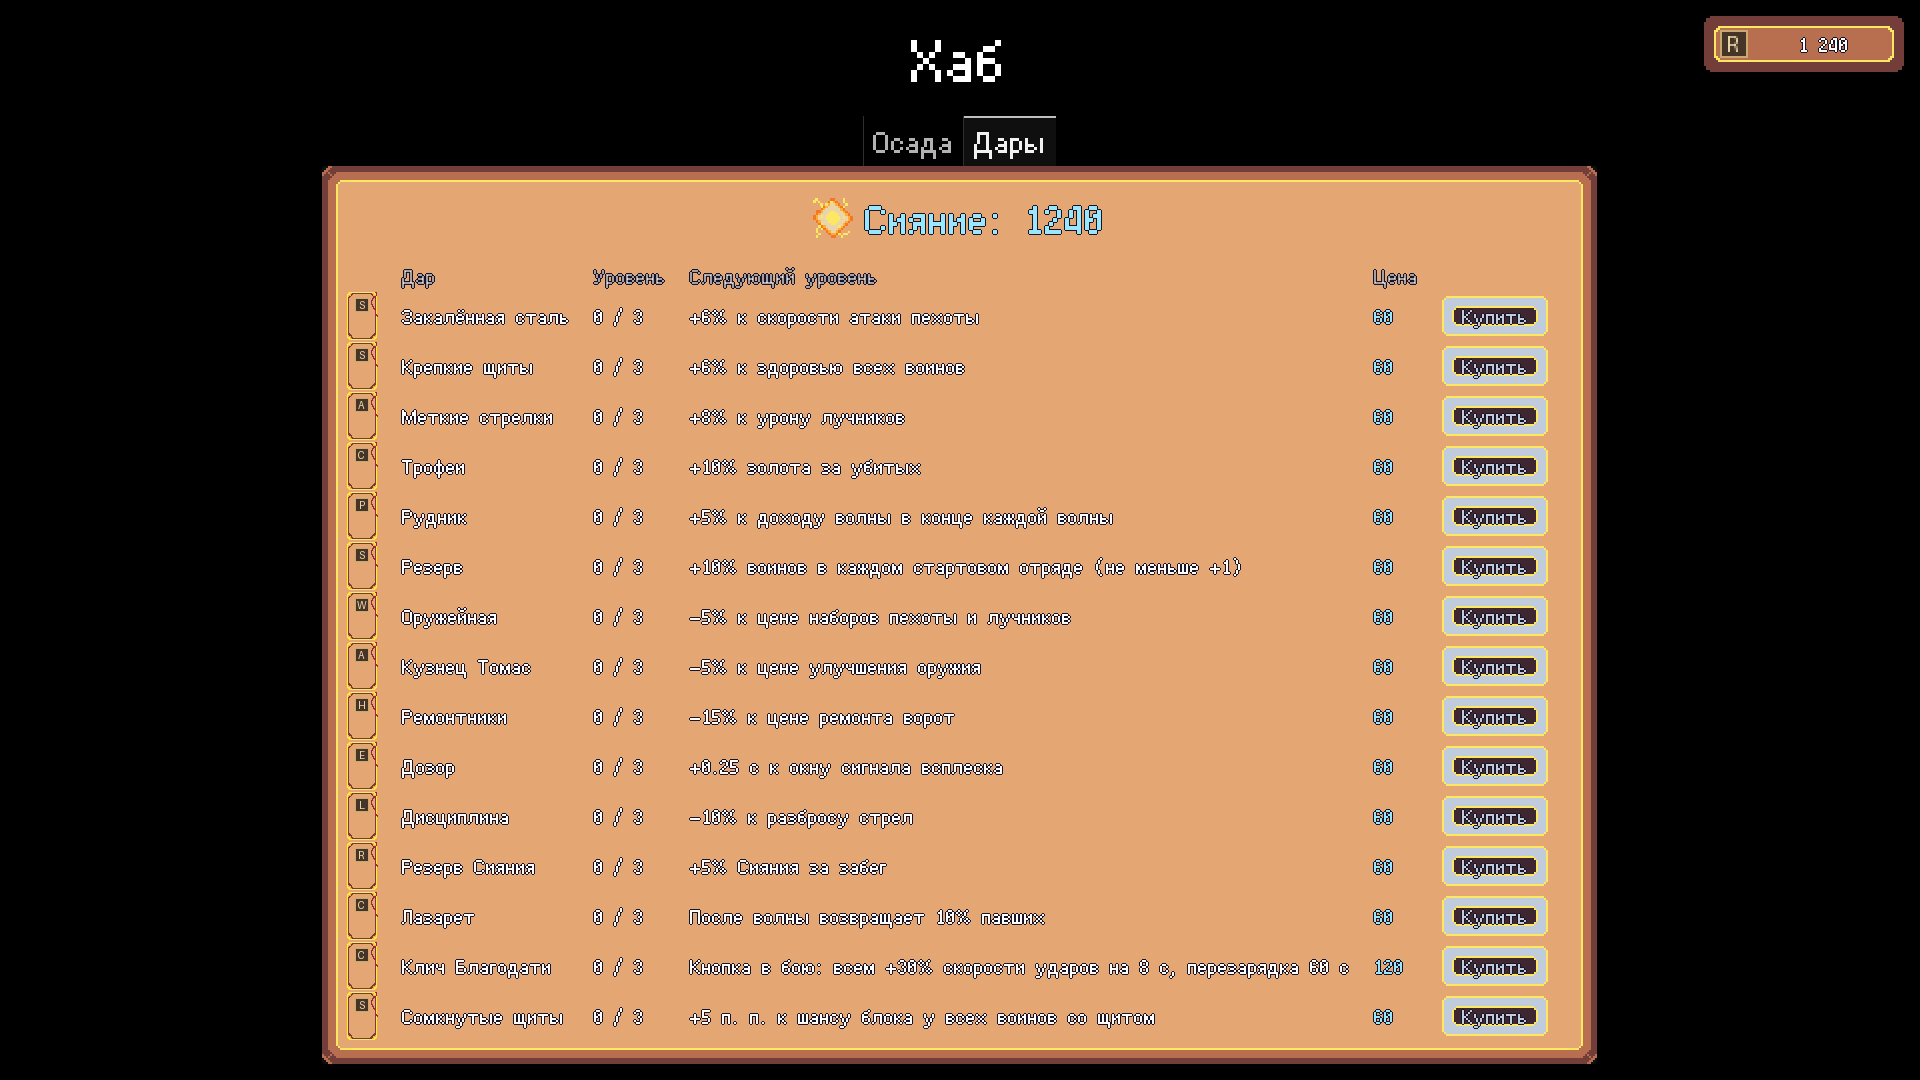 Хаб
R 1 240
Осада Дары
Сияние: 1240
Дар Уровень Следующий уровень Цена
S Закалённая сталь 0 / 3 +6% к скорости атаки пехоты 60 Купить
S Крепкие щиты 0 / 3 +6% к здоровью всех воинов 60 Купить
A Меткие стрелки 0 / 3 +8% к урону лучников 60 Купить
C Трофеи 0 / 3 +10% золота за убитых 60 Купить
P Рудник 0 / 3 +5% к доходу волны в конце каждой волны 60 Купить
S Резерв 0 / 3 +10% воинов в каждом стартовом отряде (не меньше +1) 60 Купить
W Оружейная 0 / 3 -5% к цене наборов пехоты и лучников 60 Купить
A Кузнец Томас 0 / 3 -5% к цене улучшения оружия 60 Купить
H Ремонтники 0 / 3 -15% к цене ремонта ворот 60 Купить
E Дозор 0 / 3 +0.25 с к окну сигнала всплеска 60 Купить
L Дисциплина 0 / 3 -10% к разбросу стрел 60 Купить
R Резерв Сияния 0 / 3 +5% Сияния за забег 60 Купить
C Лазарет 0 / 3 После волны возвращает 10% павших 60 Купить
C Клич Благодати 0 / 3 Кнопка в бою: всем +30% скорости ударов на 8 с, перезарядка 60 с 120 Купить
S Сомкнутые щиты 0 / 3 +5 п. п. к шансу блока у всех воинов со щитом 60 Купить